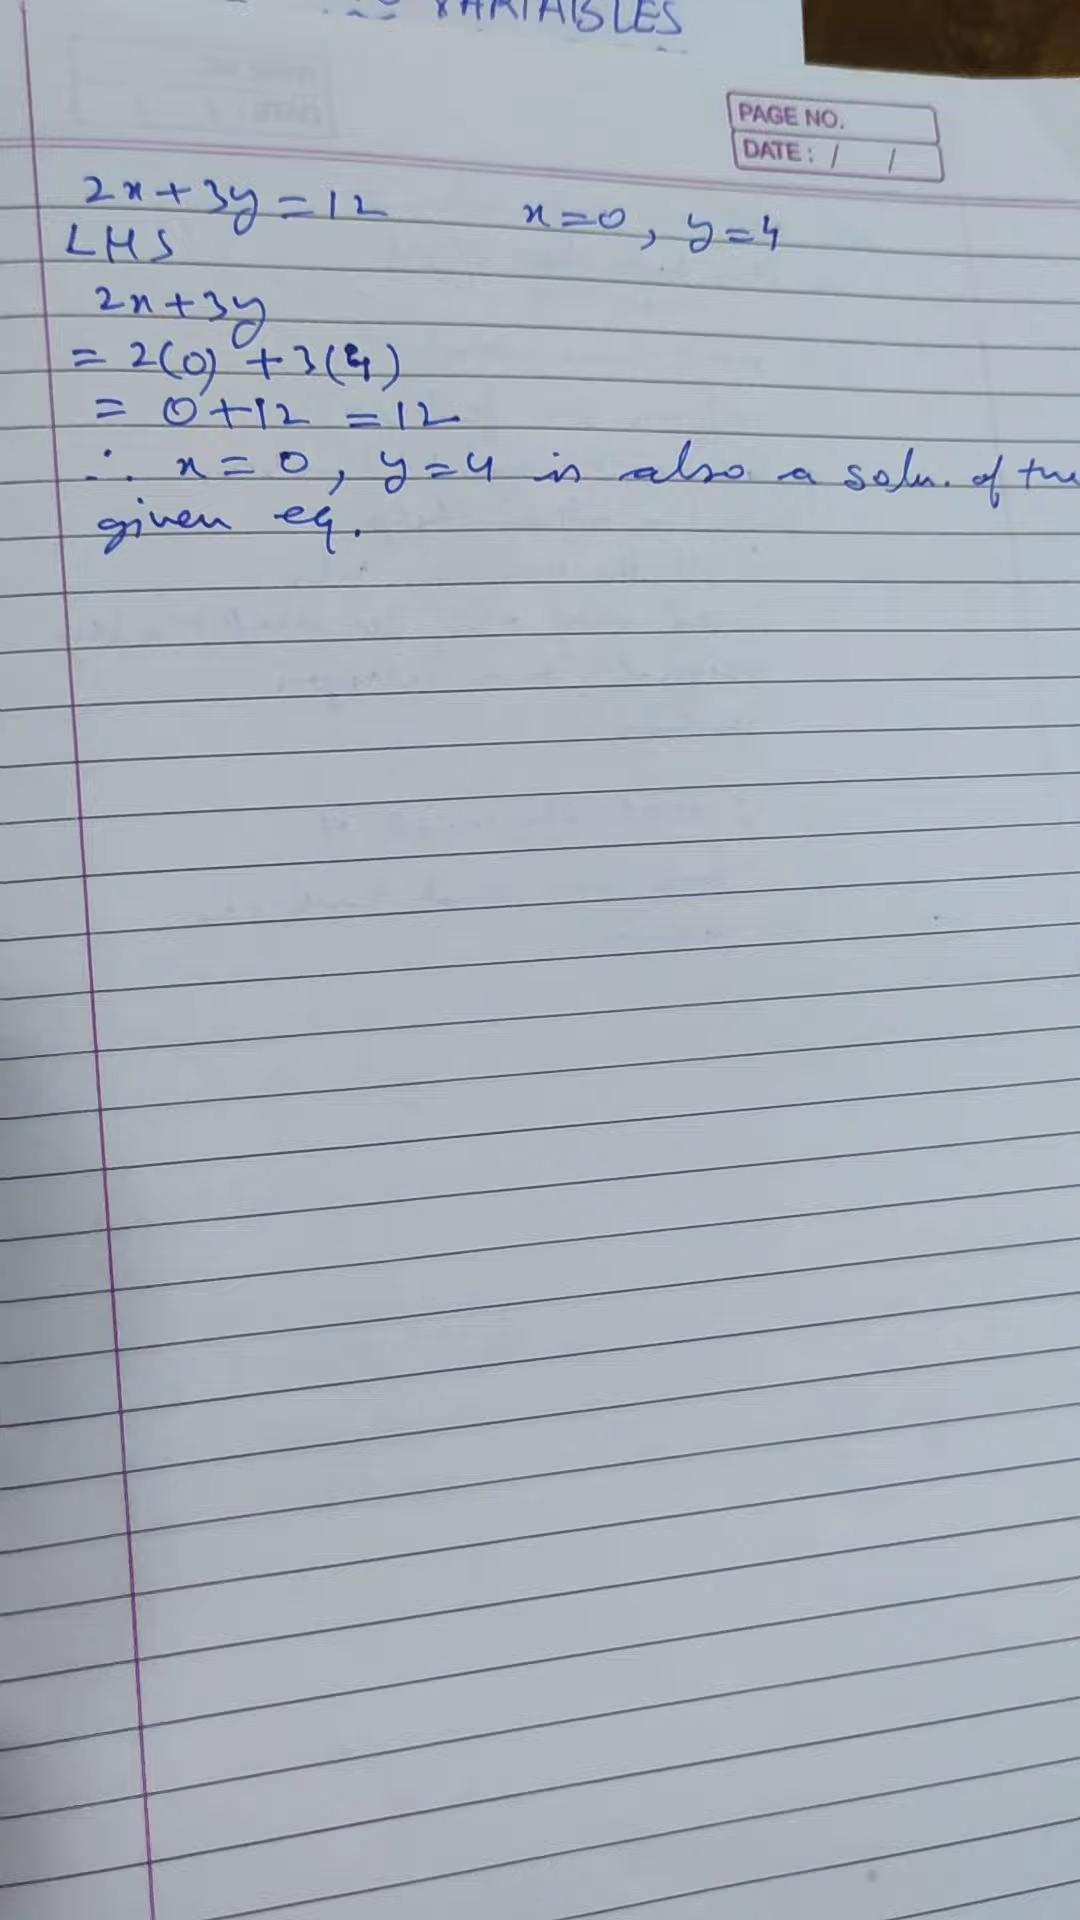 VARIABLES
PAGE NO.
DATE: / /
2x+3y=12 x=0, y=4
LHS
2x+3y
= 2(0) +3(4)
= 0+12 =12
∴ x=0, y=4 is also a soln. of the
given eq.